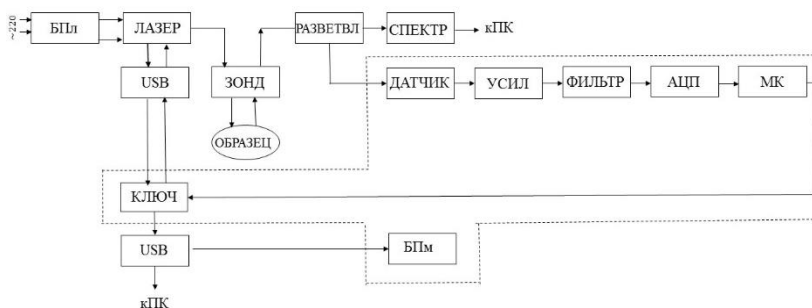 ~220
БПл
ЛАЗЕР
РАЗВЕТВЛ
СПЕКТР
кПК
USB
ЗОНД
ДАТЧИК
УСИЛ
ФИЛЬТР
АЦП
МК
ОБРАЗЕЦ
КЛЮЧ
USB
БПм
кПК